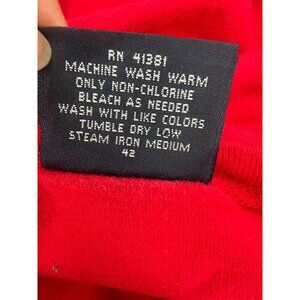 RN 41381
MACHINE WASH WARM
ONLY NON-CHLORINE
BLEACH AS NEEDED
WASH WITH LIKE COLORS
TUMBLE DRY LOW
STEAM IRON MEDIUM
42